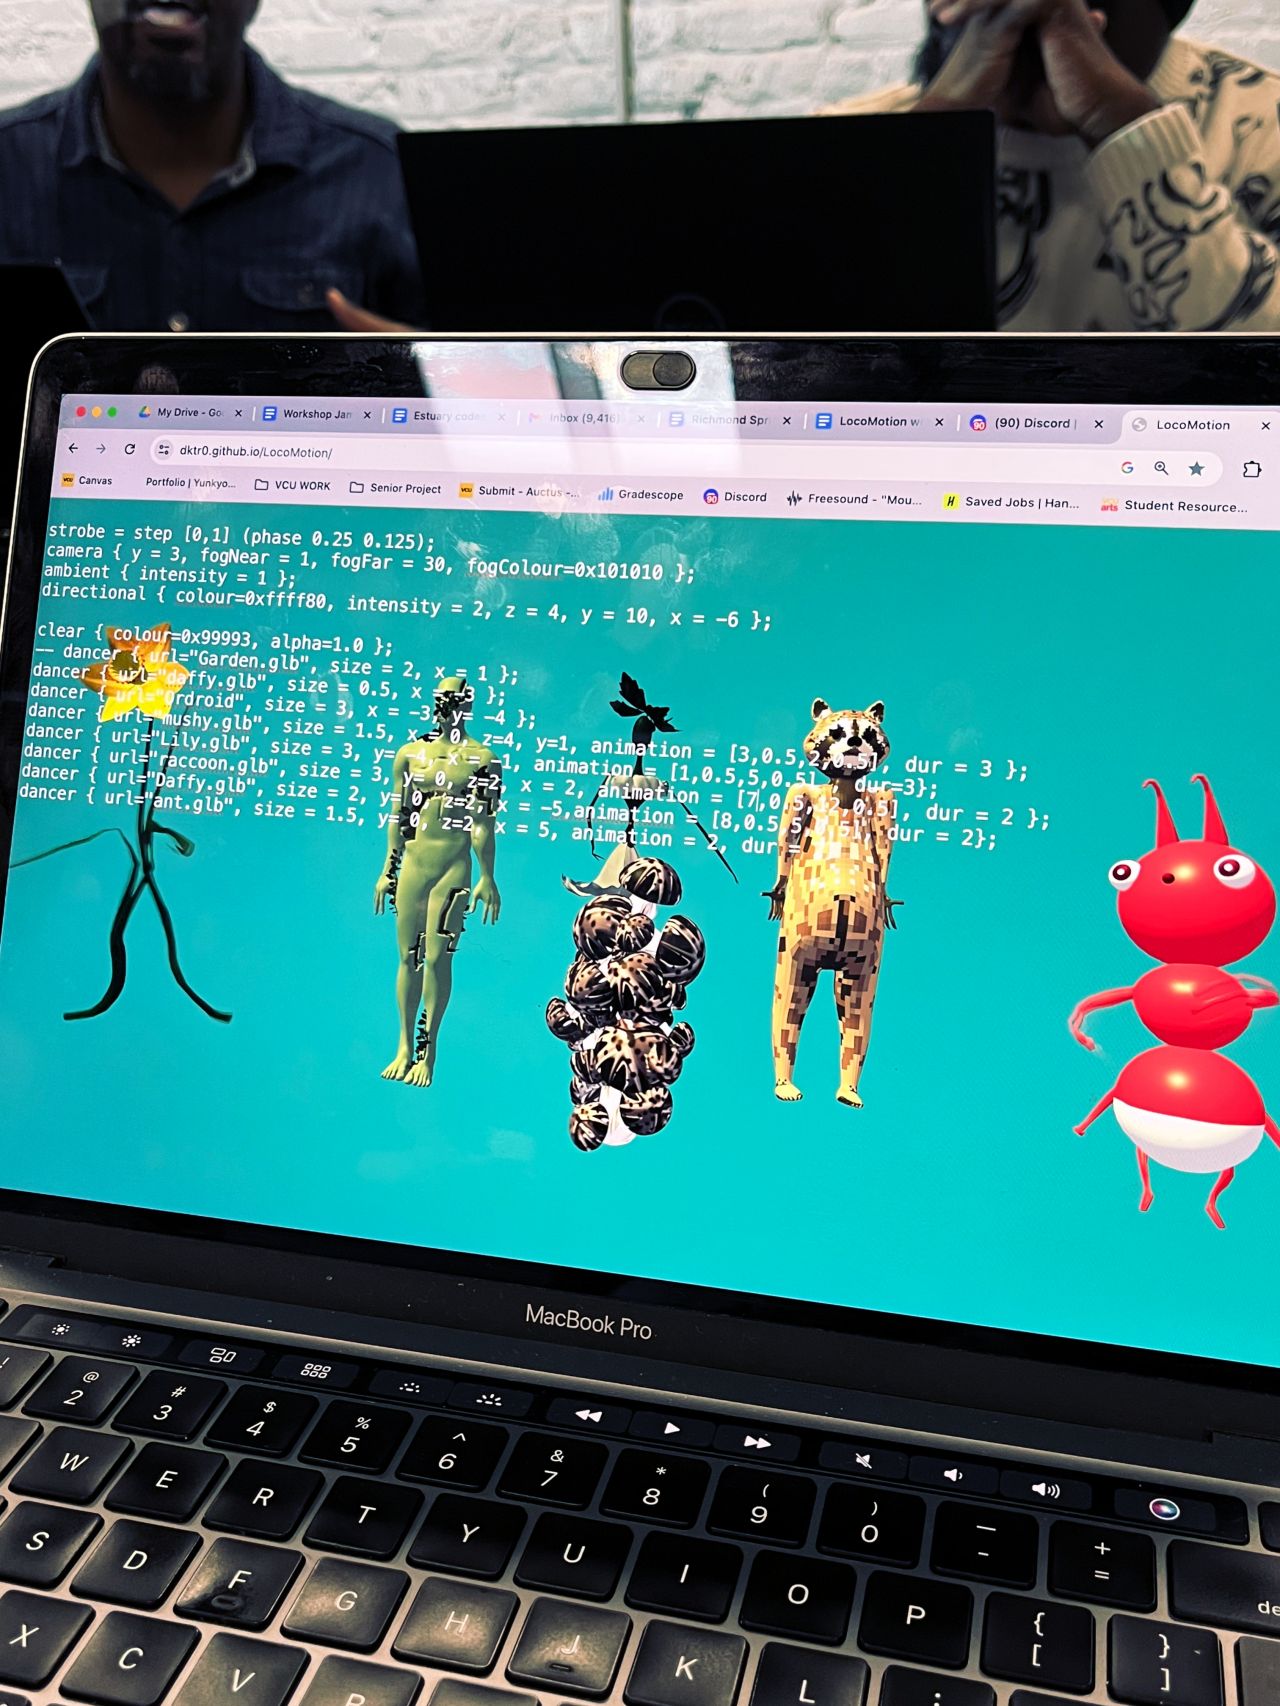 My Drive - Go
Workshop Jan
Estuary codes
Inbox (9,416)
Richmond Spr
LocoMotion w
(90) Discord |
LocoMotion
dktr0.github.io/LocoMotion/
Canvas
Portfolio | Yunkyo...
VCU WORK
Senior Project
Submit - Auctus -...
Gradescope
Discord
Freesound - "Mou...
Saved Jobs | Han...
Student Resource...
strobe = step [0,1] (phase 0.25 0.125);
camera { y = 3, fogNear = 1, fogFar = 30, fogColour=0x101010 };
ambient { intensity = 1 };
directional { colour=0xffff80, intensity = 2, z = 4, y = 10, x = -6 };
clear { colour=0x99993, alpha=1.0 };
-- dancer { url="Garden.glb", size = 2, x = 1 };
dancer { url="daffy.glb", size = 0.5, x = -3 };
dancer { url="Ordroid", size = 3, x = -3, y= -4 };
dancer { url="mushy.glb", size = 1.5, x = 0, z=4, y=1, animation = [3,0.5,2,0.5], dur = 3 };
dancer { url="Lily.glb", size = 3, y= -4, x = -1, animation = [1,0.5,5,0.5], dur=3};
dancer { url="raccoon.glb", size = 3, y= 0, z=2, x = 2, animation = [7,0.5,12,0.5], dur = 2 };
dancer { url="Daffy.glb", size = 2, y= 0, z=2, x = -5,animation = [8,0.5,5,0.5], dur = 2};
dancer { url="ant.glb", size = 1.5, y= 0, z=2, x = 5, animation = 2, dur =
MacBook Pro
! @ # $ % ^ & * ( ) — +
2 3 4 5 6 7 8 9 0 - =
W E R T Y U I O P { }
[ ]
de
S D F G H J K L :
X C V B